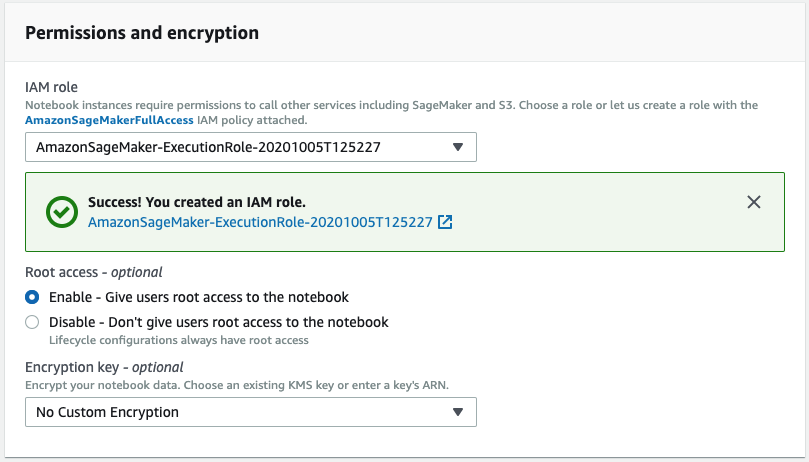 Permissions and encryption
IAM role
Notebook instances require permissions to call other services including SageMaker and S3. Choose a role or let us create a role with the
AmazonSageMakerFullAccess IAM policy attached.
AmazonSageMaker-ExecutionRole-20201005T125227
Success! You created an IAM role.
AmazonSageMaker-ExecutionRole-20201005T125227
Root access - optional
Enable - Give users root access to the notebook
Disable - Don't give users root access to the notebook
Lifecycle configurations always have root access
Encryption key - optional
Encrypt your notebook data. Choose an existing KMS key or enter a key's ARN.
No Custom Encryption